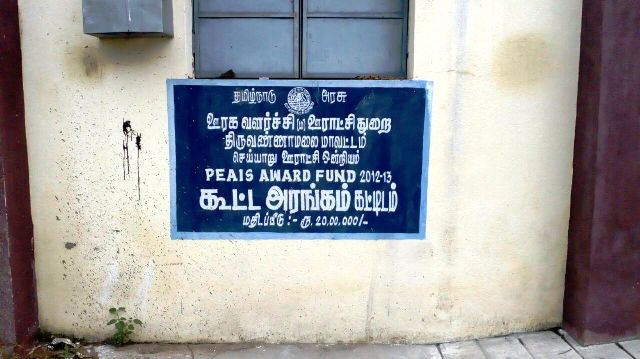 தமிழ்நாடு அரசு
ஊரக வளர்ச்சி (ம) ஊராட்சி துறை
திருவண்ணாமலை மாவட்டம்
செய்யாறு ஊராட்சி ஒன்றியம்
PEAIS AWARD FUND 2012-13
கூட்ட அரங்கம் கட்டிடம்
மதிப்பீடு :- ரூ. 20,00,000/-